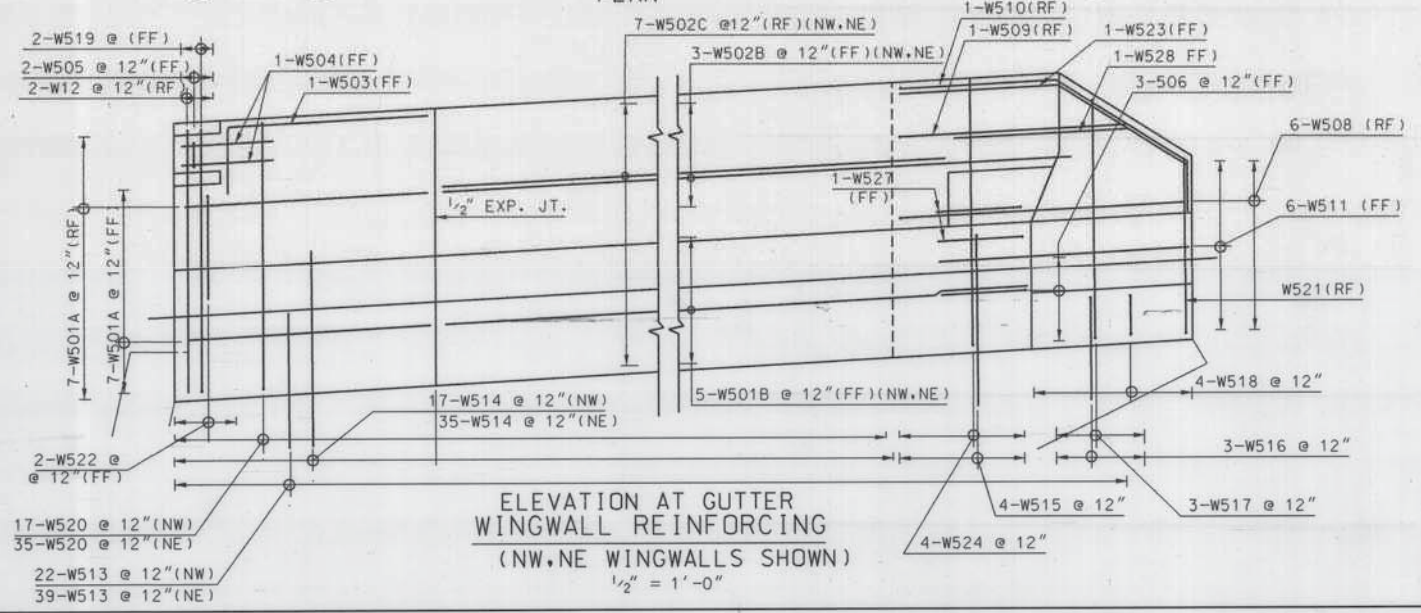 7-W502C @12"(RF)(NW,NE)
3-W502B @ 12"(FF)(NW,NE)
1-W510(RF)
1-W509(RF)
1-W523(FF)
1-W528 FF)
3-506 @ 12"(FF)
6-W508 (RF)
6-W511 (FF)
W521(RF)
2-W519 @ (FF)
2-W505 @ 12"(FF)
2-W12 @ 12"(RF)
1-W504(FF)
1-W503(FF)
7-W501A @ 12"(RF)
7-W501A @ 12"(FF)
1/2" EXP. JT.
1-W527
(FF)
5-W501B @ 12"(FF)(NW,NE)
17-W514 @ 12"(NW)
35-W514 @ 12"(NE)
4-W518 @ 12"
3-W516 @ 12"
3-W517 @ 12"
4-W515 @ 12"
4-W524 @ 12"
2-W522 @
@ 12"(FF)
17-W520 @ 12"(NW)
35-W520 @ 12"(NE)
22-W513 @ 12"(NW)
39-W513 @ 12"(NE)
ELEVATION AT GUTTER
WINGWALL REINFORCING
(NW,NE WINGWALLS SHOWN)
1/2" = 1'-0"